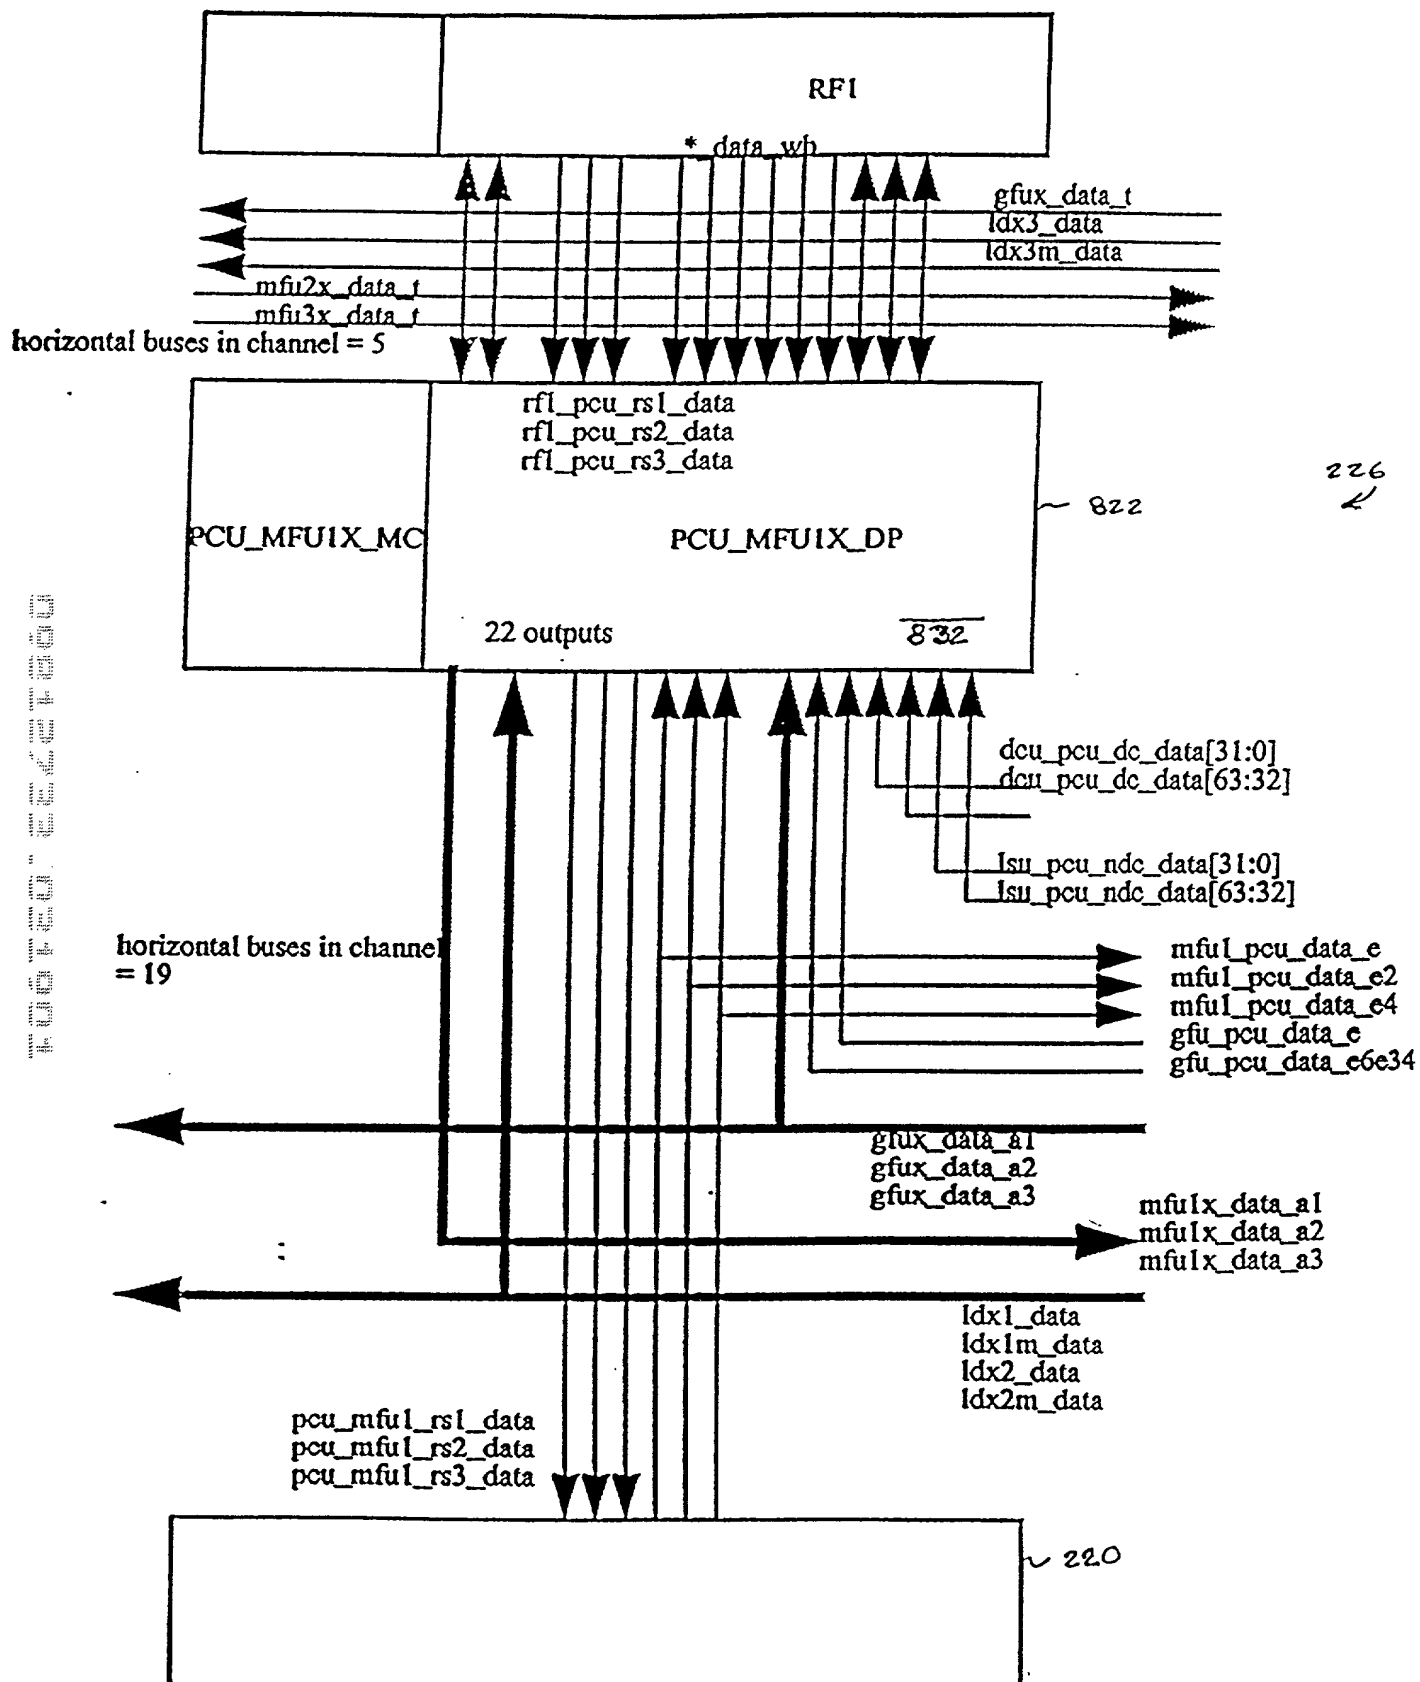 RF1
*_data_wb
gfux_data_t
ldx3_data
ldx3m_data
mfu2x_data_t
mfu3x_data_t
horizontal buses in channel = 5
rf1_pcu_rs1_data
rf1_pcu_rs2_data
rf1_pcu_rs3_data
226
822
PCU_MFU1X_MC
PCU_MFU1X_DP
22 outputs
832
dcu_pcu_dc_data[31:0]
dcu_pcu_dc_data[63:32]
lsu_pcu_ndc_data[31:0]
lsu_pcu_ndc_data[63:32]
horizontal buses in channel
= 19
mfu1_pcu_data_e
mfu1_pcu_data_e2
mfu1_pcu_data_e4
gfu_pcu_data_e
gfu_pcu_data_e6e34
gfux_data_a1
gfux_data_a2
gfux_data_a3
mfu1x_data_a1
mfu1x_data_a2
mfu1x_data_a3
ldx1_data
ldx1m_data
ldx2_data
ldx2m_data
pcu_mfu1_rs1_data
pcu_mfu1_rs2_data
pcu_mfu1_rs3_data
220